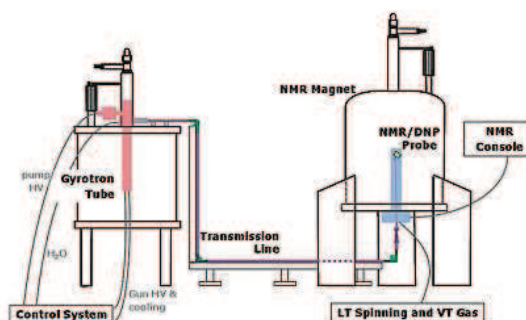 NMR Magnet
NMR/DNP
Probe
NMR
Console
pump
HV
Gyrotron
Tube
H₂O
Transmission
Line
Gun HV &
cooling
Control System
LT Spinning and VT Gas